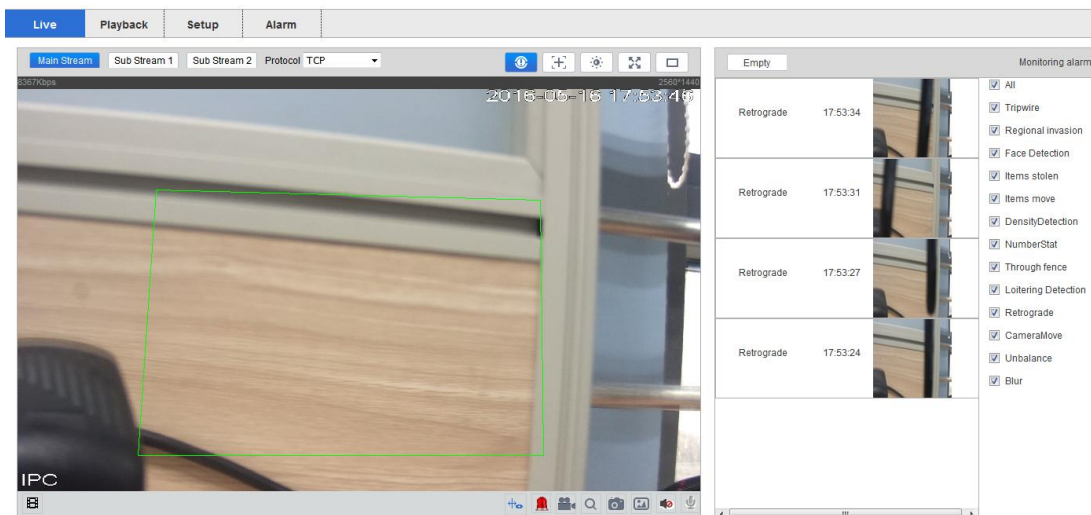 Live Playback Setup Alarm
Main Stream Sub Stream 1 Sub Stream 2 Protocol TCP
8367Kbps 2560*1440
2016-05-16 17:53:46
IPC
Empty Monitoring alarm
Retrograde 17:53:34
Retrograde 17:53:31
Retrograde 17:53:27
Retrograde 17:53:24
All
Tripwire
Regional invasion
Face Detection
Items stolen
Items move
DensityDetection
NumberStat
Through fence
Loitering Detection
Retrograde
CameraMove
Unbalance
Blur